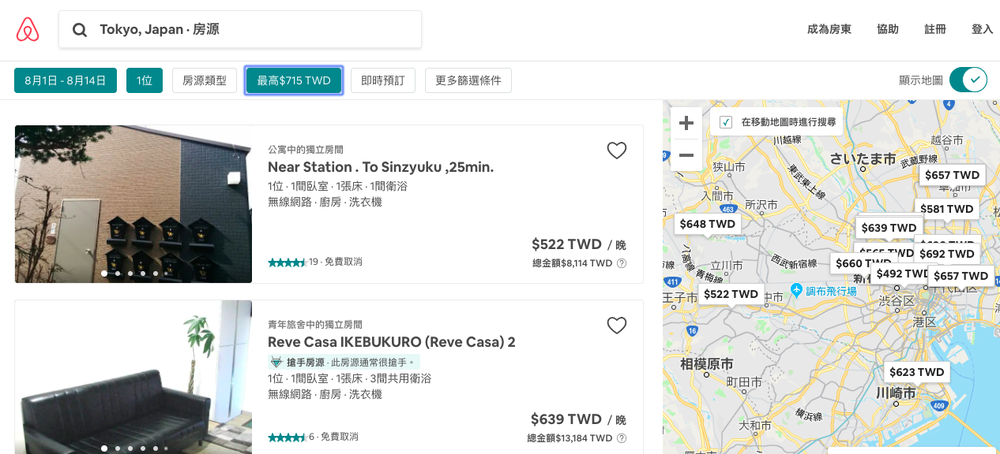 Tokyo, Japan · 房源
成為房東
協助
註冊
登入
8月1日 - 8月14日
1位
房源類型
最高$715 TWD
即時預訂
更多篩選條件
顯示地圖
公寓中的獨立房間
Near Station . To Sinzyuku ,25min.
1位 · 1間臥室 · 1張床 · 1間衛浴
無線網路 · 廚房 · 洗衣機
$522 TWD / 晚
19 · 免費取消
總金額$8,114 TWD ?
青年旅舍中的獨立房間
Reve Casa IKEBUKURO (Reve Casa) 2
搶手房源 · 此房源通常很搶手。
1位 · 1間臥室 · 1張床 · 3間共用衛浴
無線網路 · 廚房 · 洗衣機
$639 TWD / 晚
6 · 免費取消
總金額$13,184 TWD ?
+
−
在移動地圖時進行搜尋
4
川越線
越谷市
さいたま市
武蔵野線
狭山市
$657 TWD
東武東上線
入間市
所沢市
463
$581 TWD
$648 TWD
$639 TWD
八高線
立川市
西武新宿線
$692 TWD
$660 TWD
青梅線
$492 TWD
$657 TWD
411
$522 TWD
調布飛行場
王子市
渋谷区
港区
16
相模原市
町田市
$623 TWD
川崎市
409
横浜線
大和市